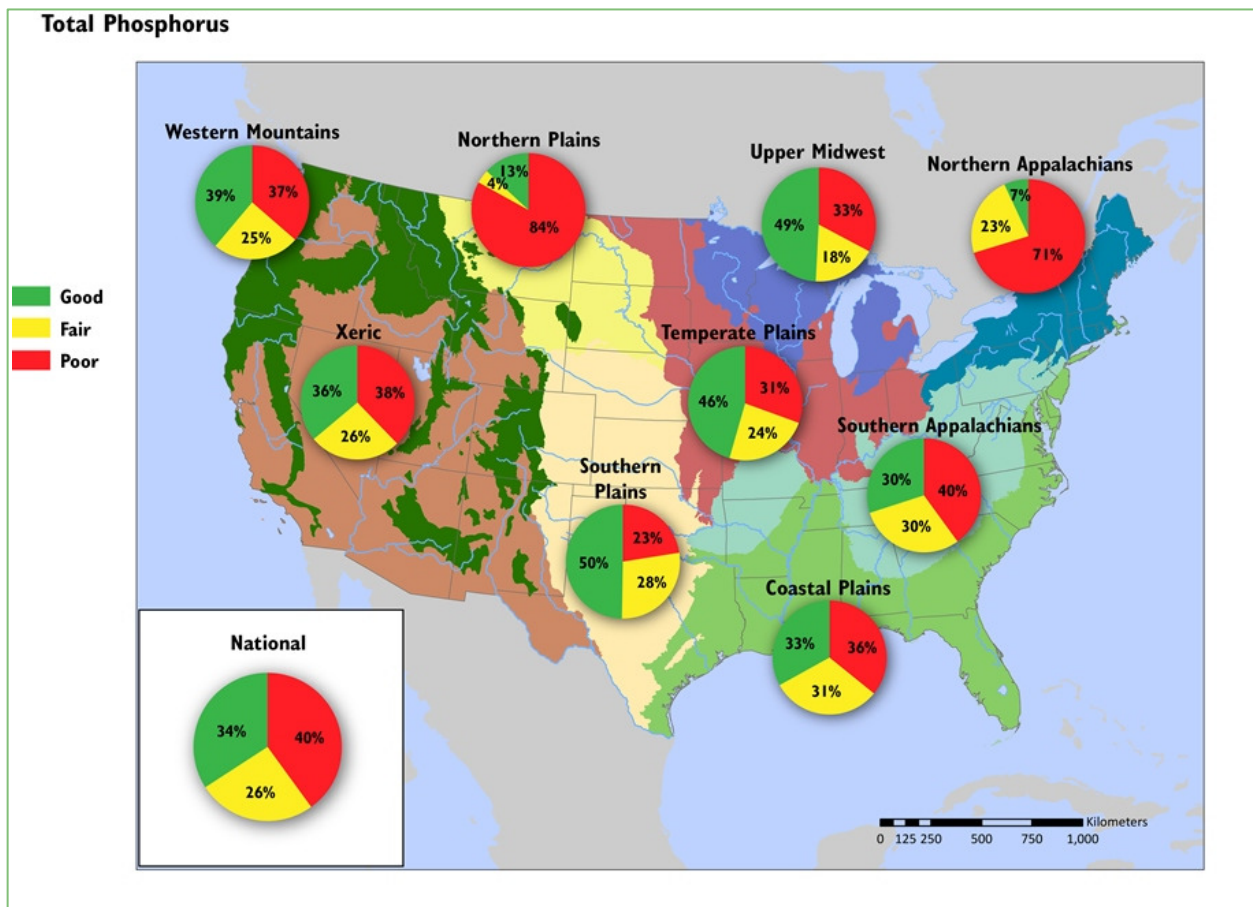 Total Phosphorus
Western Mountains
39%
37%
25%
Northern Plains
13%
4%
84%
Upper Midwest
49%
33%
18%
Northern Appalachians
7%
23%
71%
Good
Fair
Poor
Xeric
36%
38%
26%
Temperate Plains
46%
31%
24%
Southern Appalachians
30%
40%
30%
Southern
Plains
50%
23%
28%
Coastal Plains
33%
36%
31%
National
34%
40%
26%
Kilometers
0 125 250 500 750 1,000